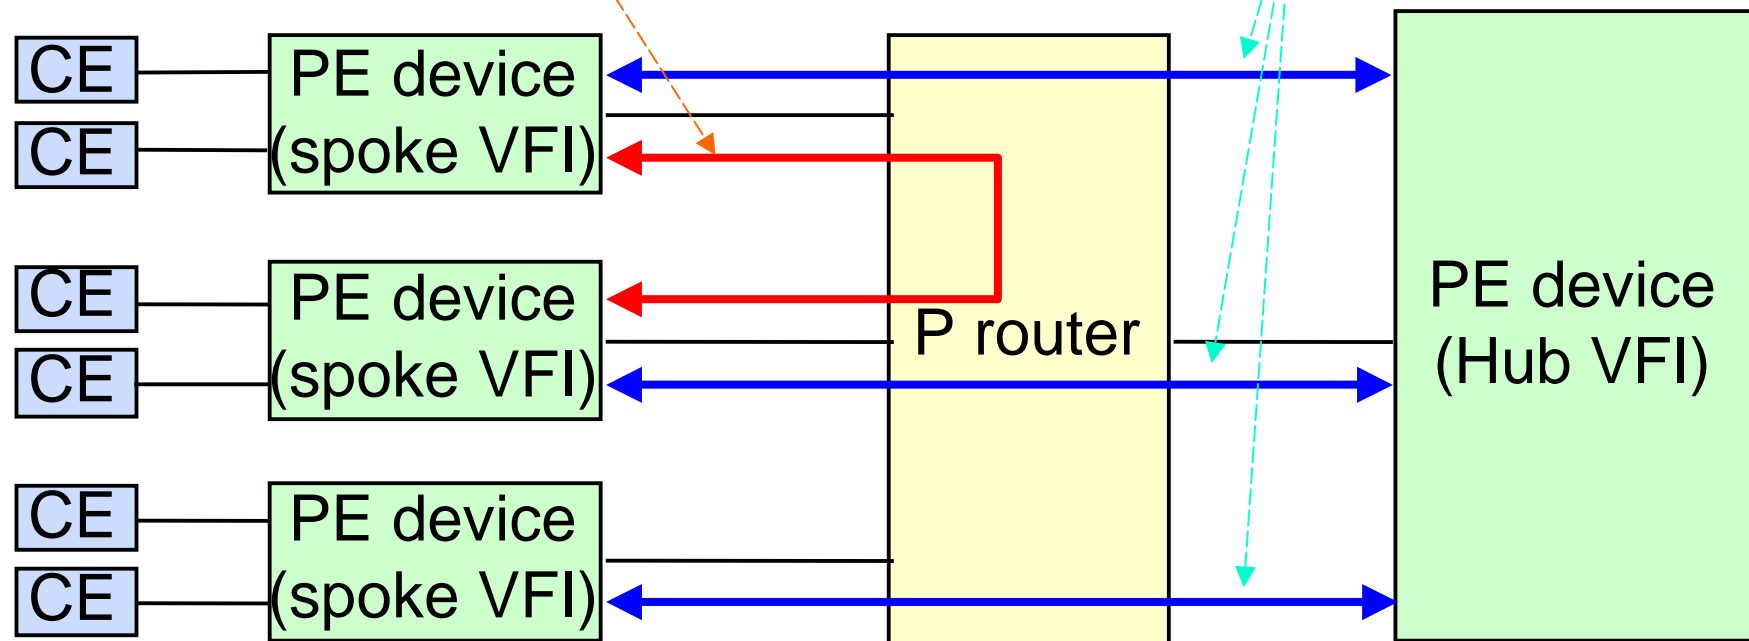 CE
CE
PE device
(spoke VFI)
CE
CE
PE device
(spoke VFI)
CE
CE
PE device
(spoke VFI)
P router
PE device
(Hub VFI)